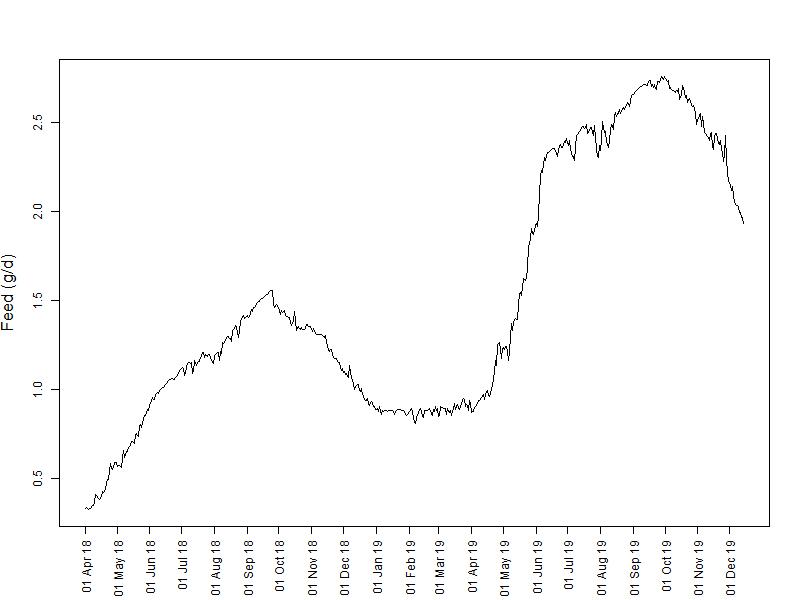 Feed (g/d)
2.5
2.0
1.5
1.0
0.5
01 Apr 18
01 May 18
01 Jun 18
01 Jul 18
01 Aug 18
01 Sep 18
01 Oct 18
01 Nov 18
01 Dec 18
01 Jan 19
01 Feb 19
01 Mar 19
01 Apr 19
01 May 19
01 Jun 19
01 Jul 19
01 Aug 19
01 Sep 19
01 Oct 19
01 Nov 19
01 Dec 19